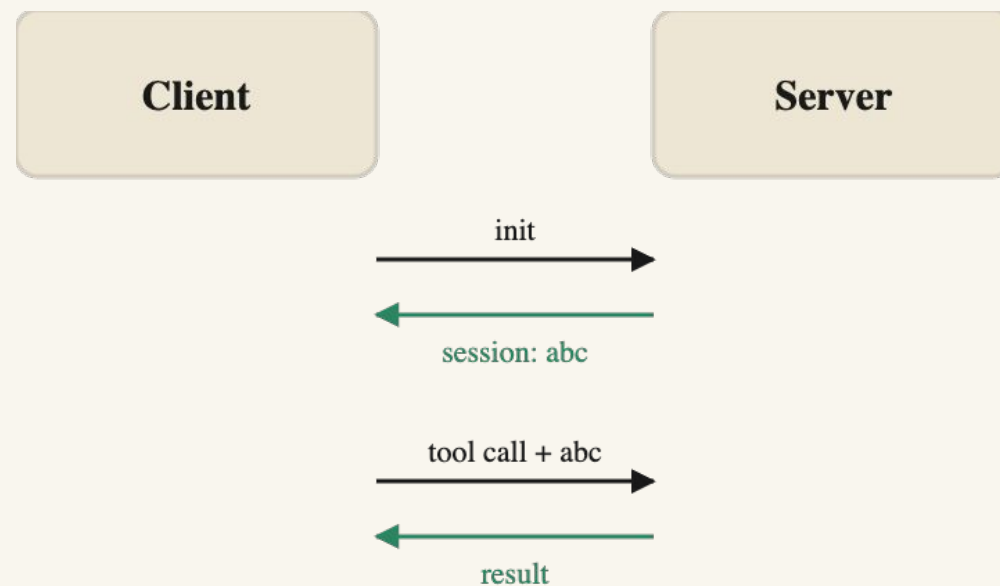 Client
Server
init
session: abc
tool call + abc
result